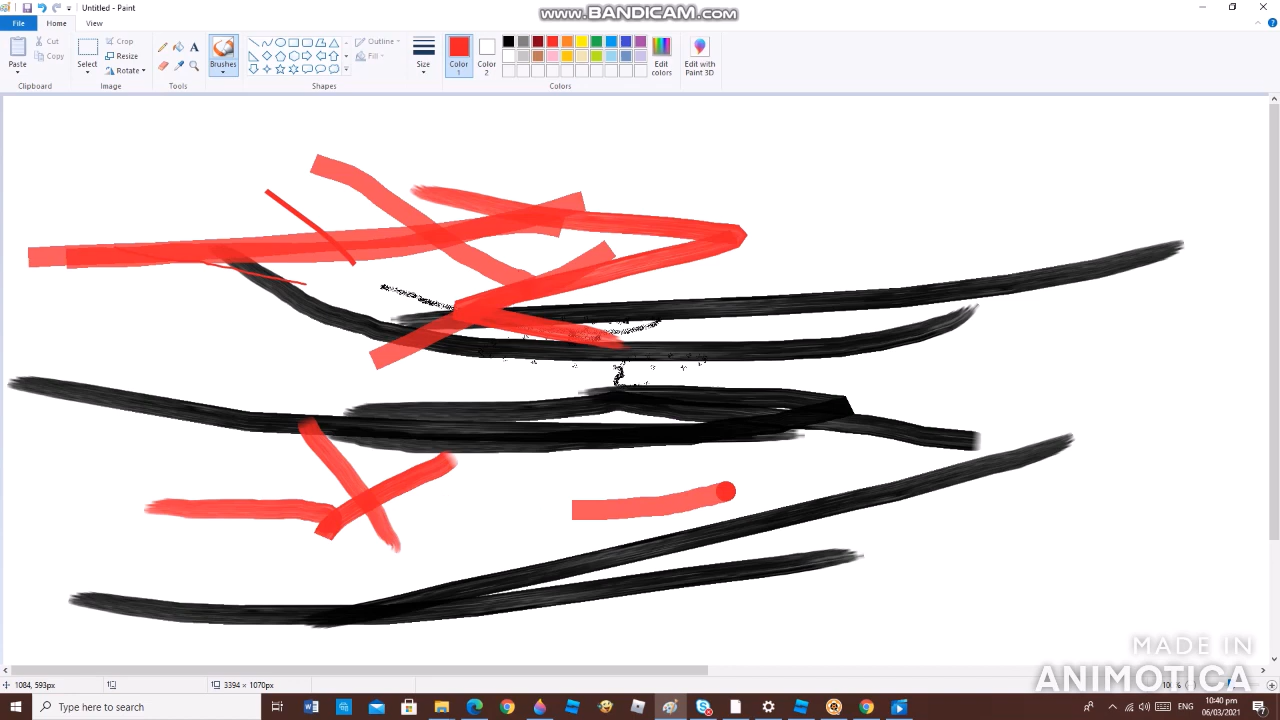 Untitled - Paint
www.BANDICAM.com
File
Home
View
Paste
Cut
Copy
Clipboard
Select
Crop
Resize
Rotate
Image
Tools
Brushes
Outline
Fill
Shapes
Size
Color 1
Color 2
Edit colors
Edit with Paint 3D
Colors
MADE IN
ANIMOTICA
1084, 593px
3394 × 1070px
Type here to search
ENG
10:40 pm
06/03/2021